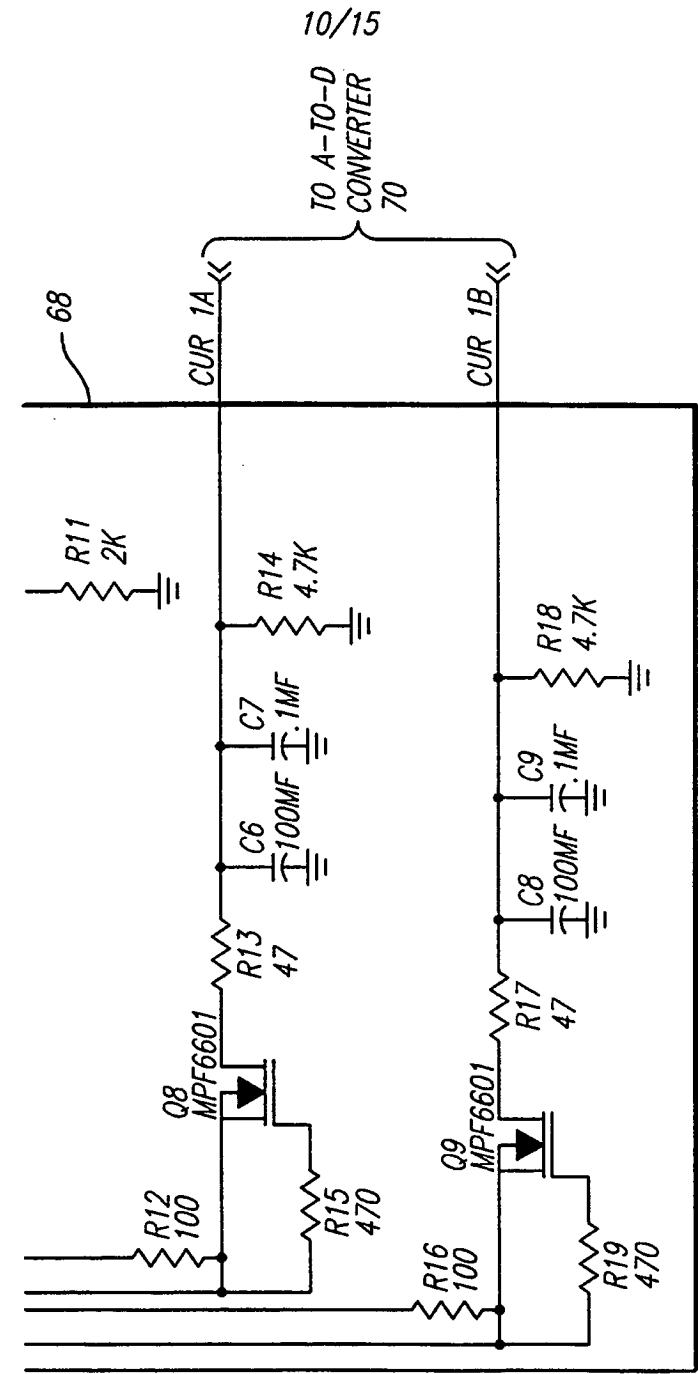 10/15
TO A-TO-D
CONVERTER
70
68
CUR 1A
CUR 1B
R11
2K
R14
4.7K
C7
.1MF
C6
100MF
R13
47
Q8
MPF6601
R12
100
R15
470
R18
4.7K
C9
.1MF
C8
100MF
R17
47
Q9
MPF6601
R16
100
R19
470